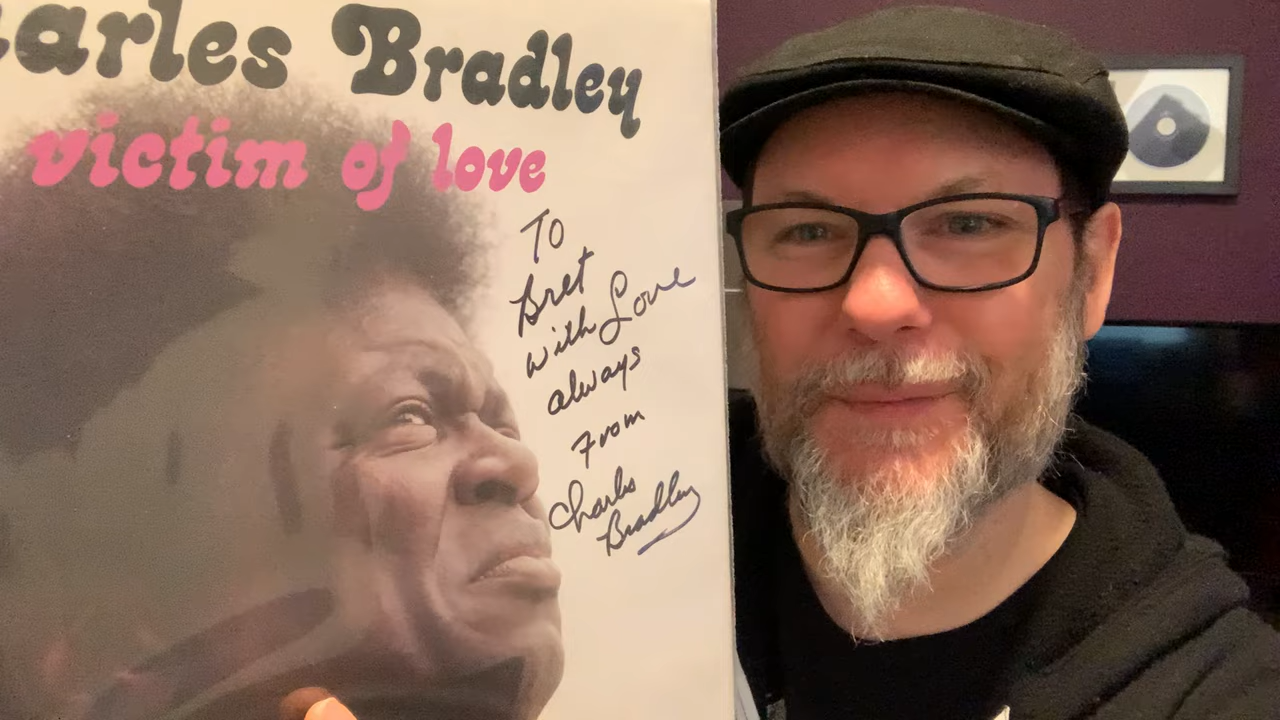 arles Bradley
victim of love
To
Bret
with Love
always
From
Charles
Bradley